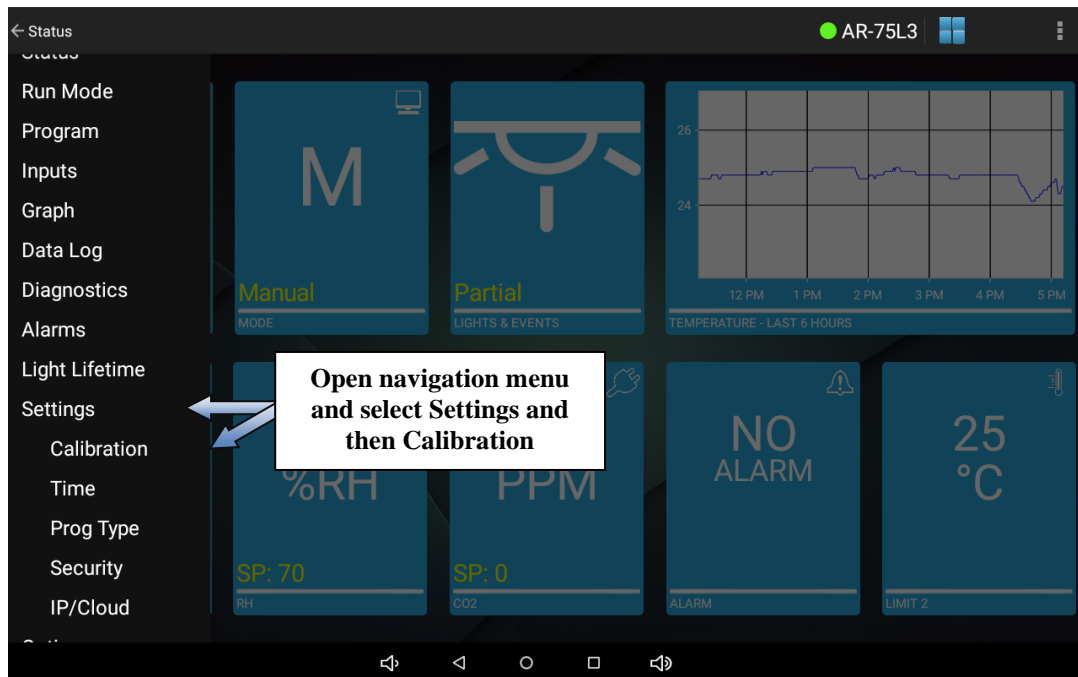 Status
AR-75L3
Status
Run Mode
Program
Inputs
Graph
Data Log
Diagnostics
Alarms
Light Lifetime
Settings
Calibration
Time
Prog Type
Security
IP/Cloud
M
Manual
MODE
Partial
LIGHTS & EVENTS
26
24
12 PM 1 PM 2 PM 3 PM 4 PM 5 PM
TEMPERATURE - LAST 6 HOURS
Open navigation menu
and select Settings and
then Calibration
%RH
SP: 70
RH
PPM
SP: 0
CO2
NO
ALARM
ALARM
25
°C
LIMIT 2